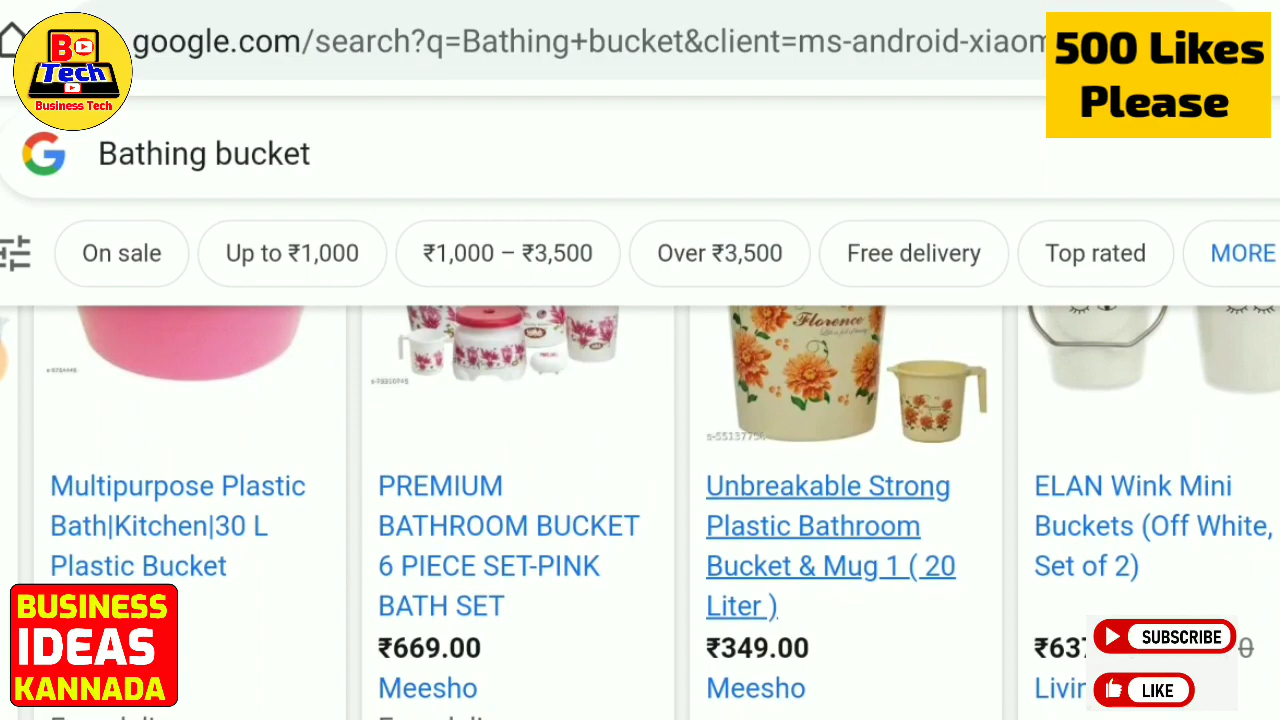 google.com/search?q=Bathing+bucket&client=ms-android-xiaom
500 Likes
Please
BO
Tech
Business Tech
Bathing bucket
On sale
Up to ₹1,000
₹1,000 – ₹3,500
Over ₹3,500
Free delivery
Top rated
MORE
Florence
Multipurpose Plastic
Bath|Kitchen|30 L
Plastic Bucket
PREMIUM
BATHROOM BUCKET
6 PIECE SET-PINK
BATH SET
₹669.00
Meesho
Unbreakable Strong
Plastic Bathroom
Bucket & Mug 1 ( 20
Liter )
₹349.00
Meesho
ELAN Wink Mini
Buckets (Off White,
Set of 2)
₹637
BUSINESS
IDEAS
KANNADA
SUBSCRIBE
LIKE